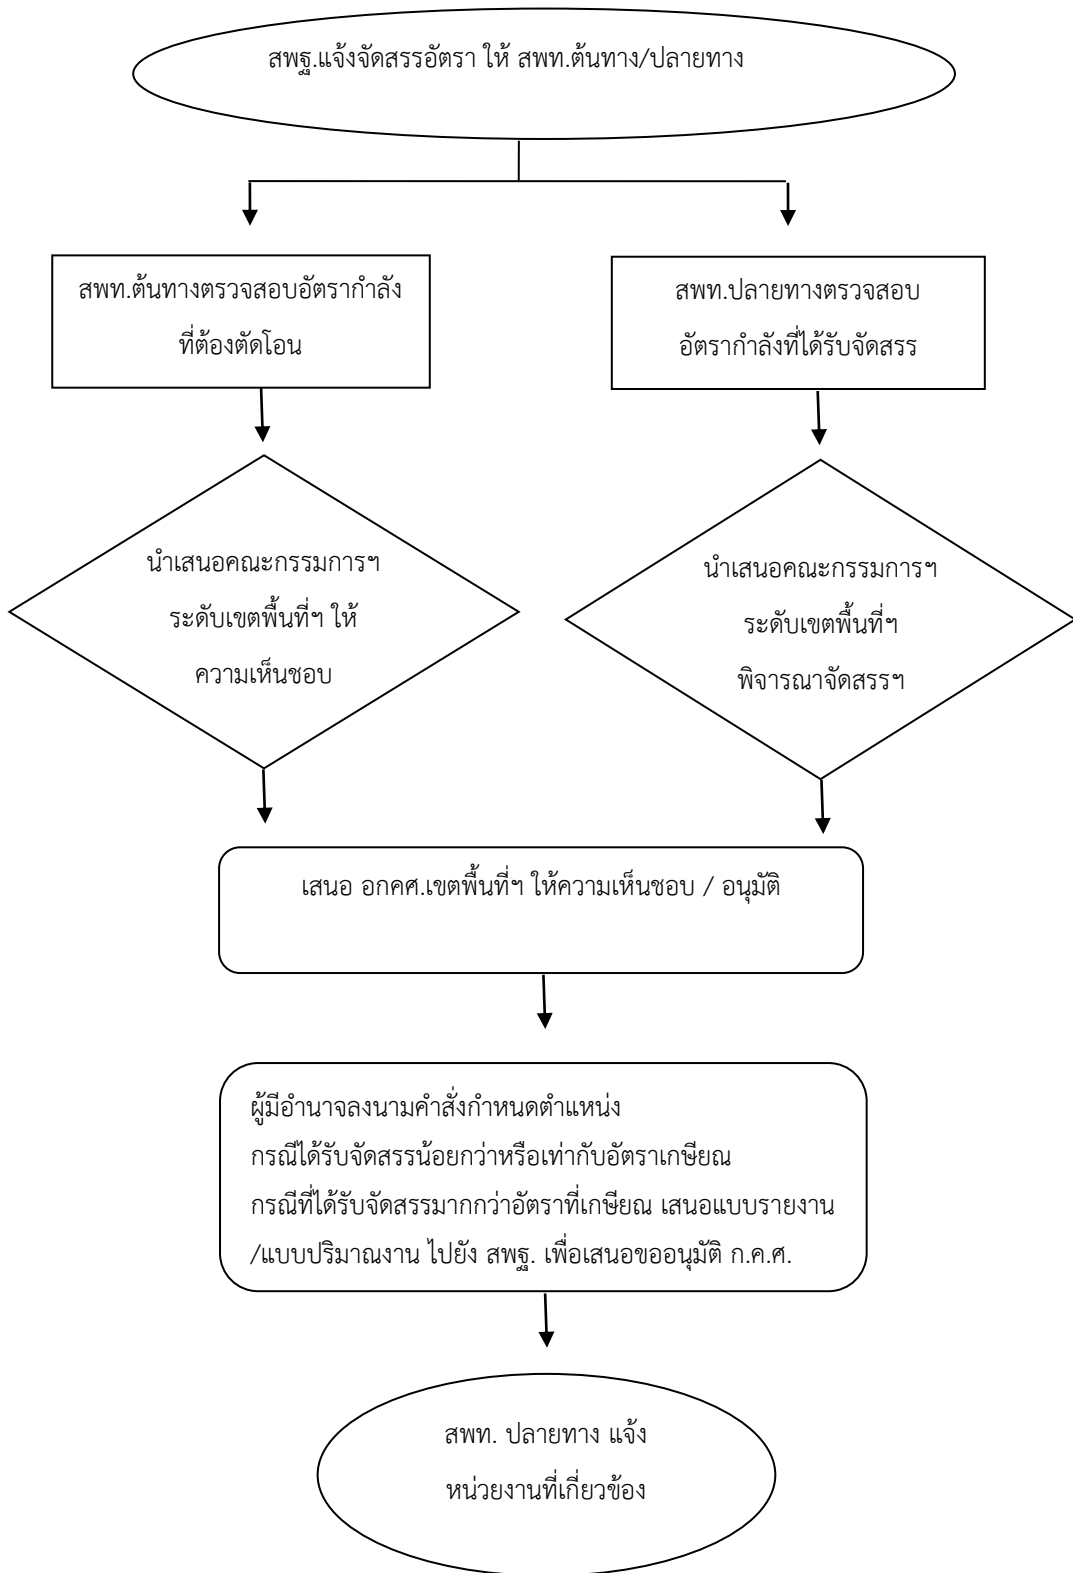 สพฐ.แจ้งจัดสรรอัตรา ให้ สพท.ต้นทาง/ปลายทาง
สพท.ต้นทางตรวจสอบอัตรากำลัง
ที่ต้องตัดโอน
สพท.ปลายทางตรวจสอบ
อัตรากำลังที่ได้รับจัดสรร
นำเสนอคณะกรรมการฯ
ระดับเขตพื้นที่ฯ ให้
ความเห็นชอบ
นำเสนอคณะกรรมการฯ
ระดับเขตพื้นที่ฯ
พิจารณาจัดสรรฯ
เสนอ อกคศ.เขตพื้นที่ฯ ให้ความเห็นชอบ / อนุมัติ
ผู้มีอำนาจลงนามคำสั่งกำหนดตำแหน่ง
กรณีได้รับจัดสรรน้อยกว่าหรือเท่ากับอัตราเกษียณ
กรณีที่ได้รับจัดสรรมากกว่าอัตราที่เกษียณ เสนอแบบรายงาน
/แบบปริมาณงาน ไปยัง สพฐ. เพื่อเสนอขออนุมัติ ก.ค.ศ.
สพท. ปลายทาง แจ้ง
หน่วยงานที่เกี่ยวข้อง